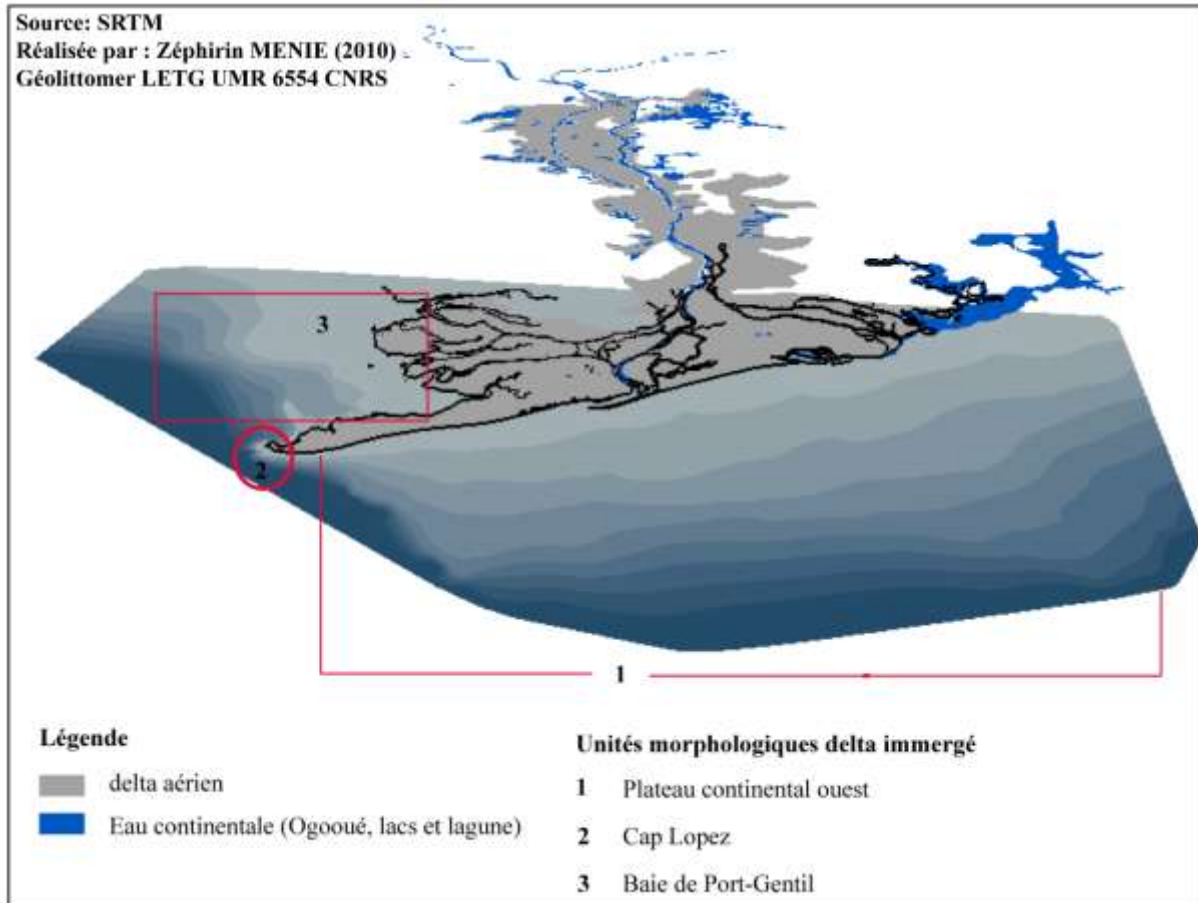 Source: SRTM
Réalisée par : Zéphirin MENIE (2010)
Géolittomer LETG UMR 6554 CNRS
3
2
1
Légende
delta aérien
Eau continentale (Ogooué, lacs et lagune)
Unités morphologiques delta immergé
1 Plateau continental ouest
2 Cap Lopez
3 Baie de Port-Gentil